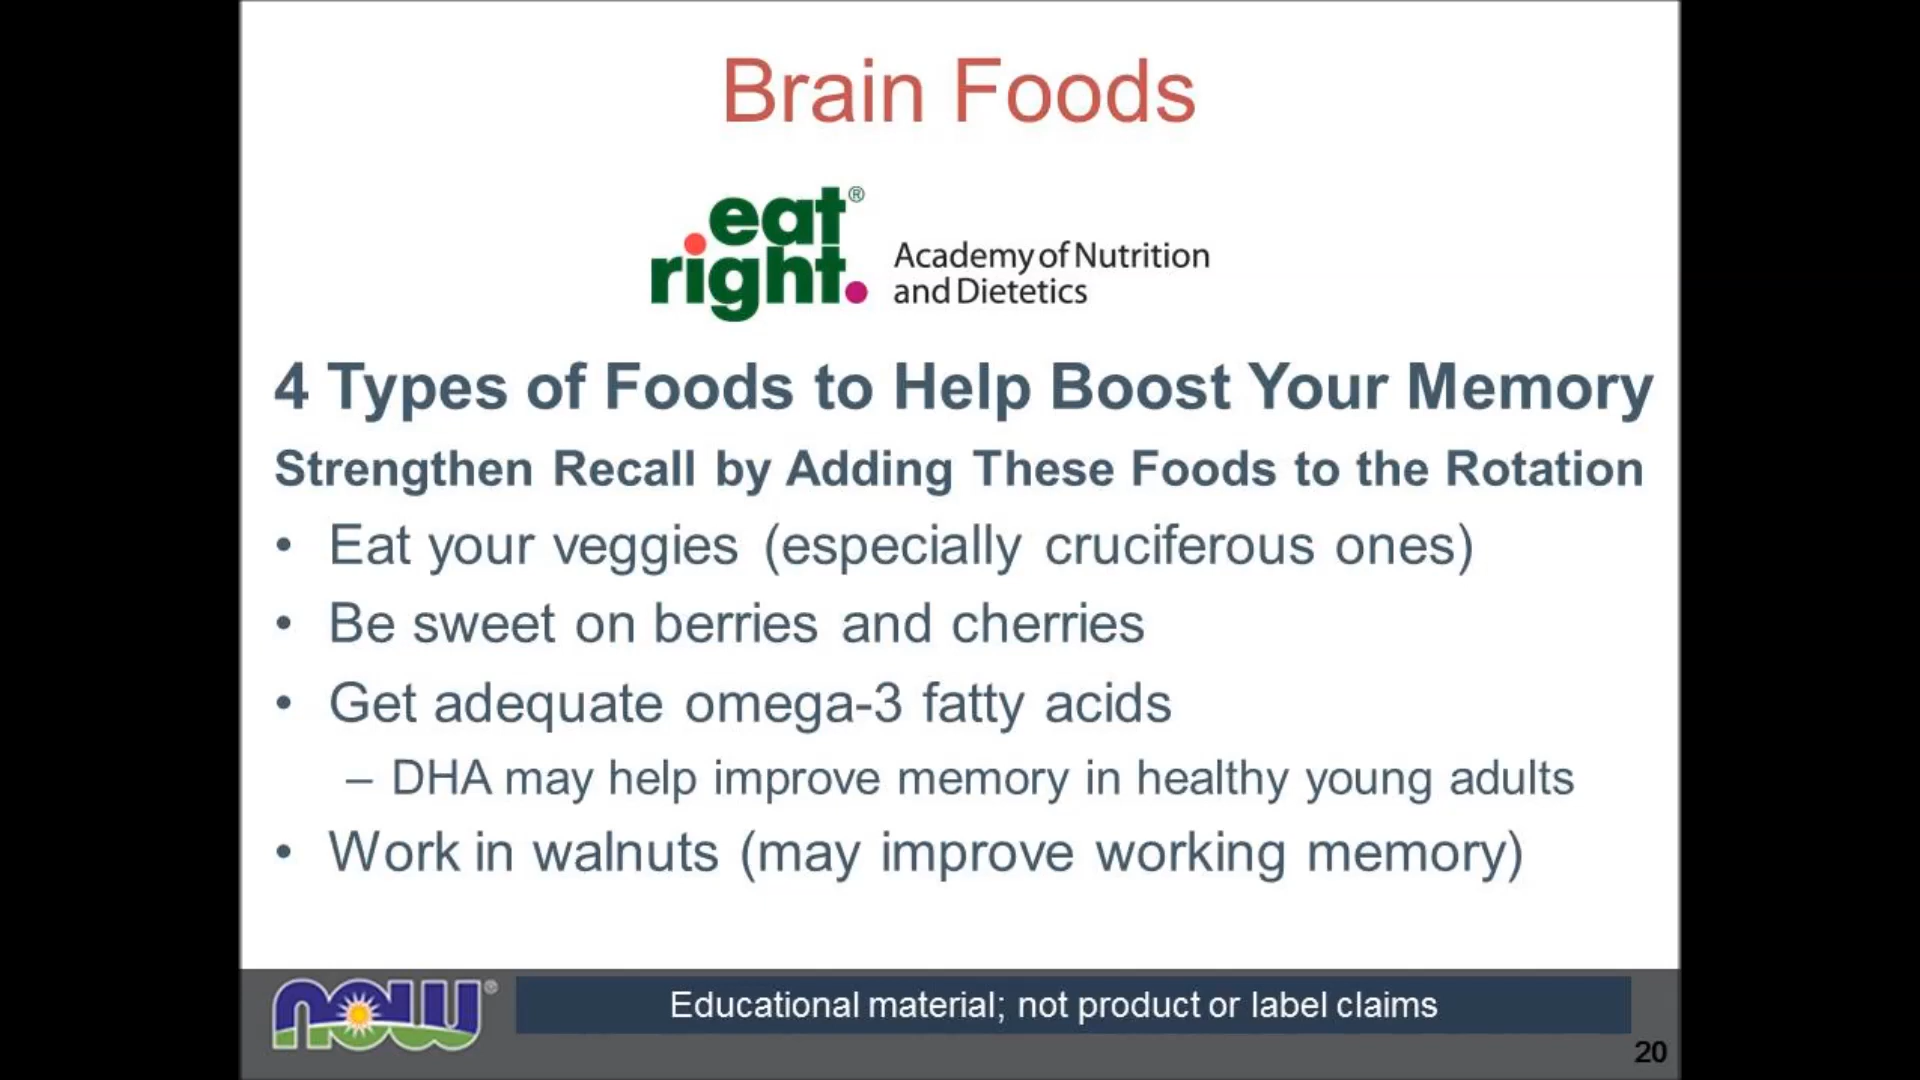 Brain Foods
eat®
right.
Academy of Nutrition
and Dietetics
4 Types of Foods to Help Boost Your Memory
Strengthen Recall by Adding These Foods to the Rotation
• Eat your veggies (especially cruciferous ones)
• Be sweet on berries and cherries
• Get adequate omega-3 fatty acids
– DHA may help improve memory in healthy young adults
• Work in walnuts (may improve working memory)
now®
Educational material; not product or label claims
20